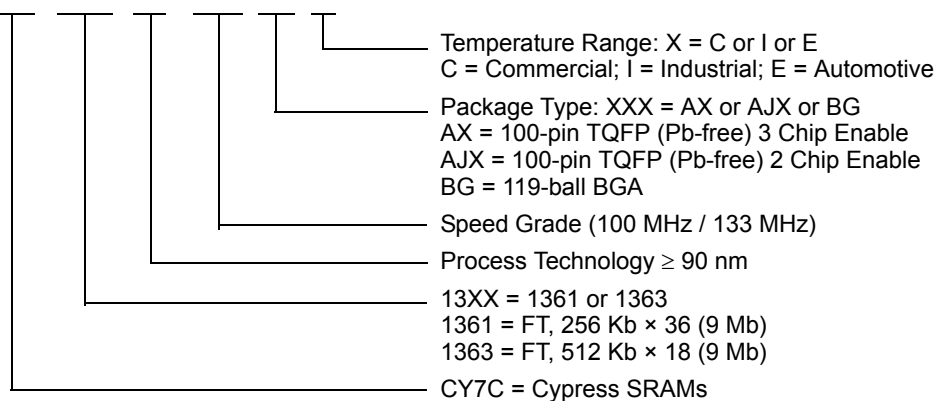 Temperature Range: X = C or I or E
C = Commercial; I = Industrial; E = Automotive
Package Type: XXX = AX or AJX or BG
AX = 100-pin TQFP (Pb-free) 3 Chip Enable
AJX = 100-pin TQFP (Pb-free) 2 Chip Enable
BG = 119-ball BGA
Speed Grade (100 MHz / 133 MHz)
Process Technology ≥ 90 nm
13XX = 1361 or 1363
1361 = FT, 256 Kb × 36 (9 Mb)
1363 = FT, 512 Kb × 18 (9 Mb)
CY7C = Cypress SRAMs